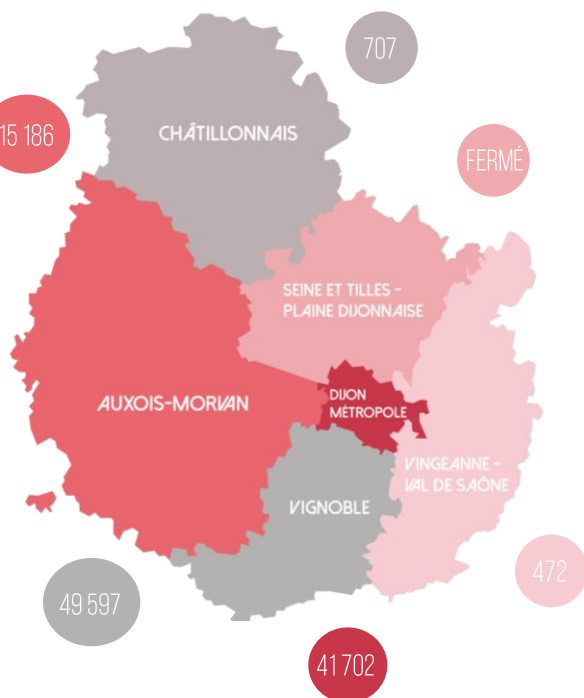 707
CHÂTILLONNAIS
15 186
FERMÉ
SEINE ET TILLES -
PLAINE DIJONNAISE
DIJON
MÉTROPOLE
AUXOIS-MORVAN
VINGEANNE -
VAL DE SAÔNE
VIGNOBLE
472
49 597
41 702